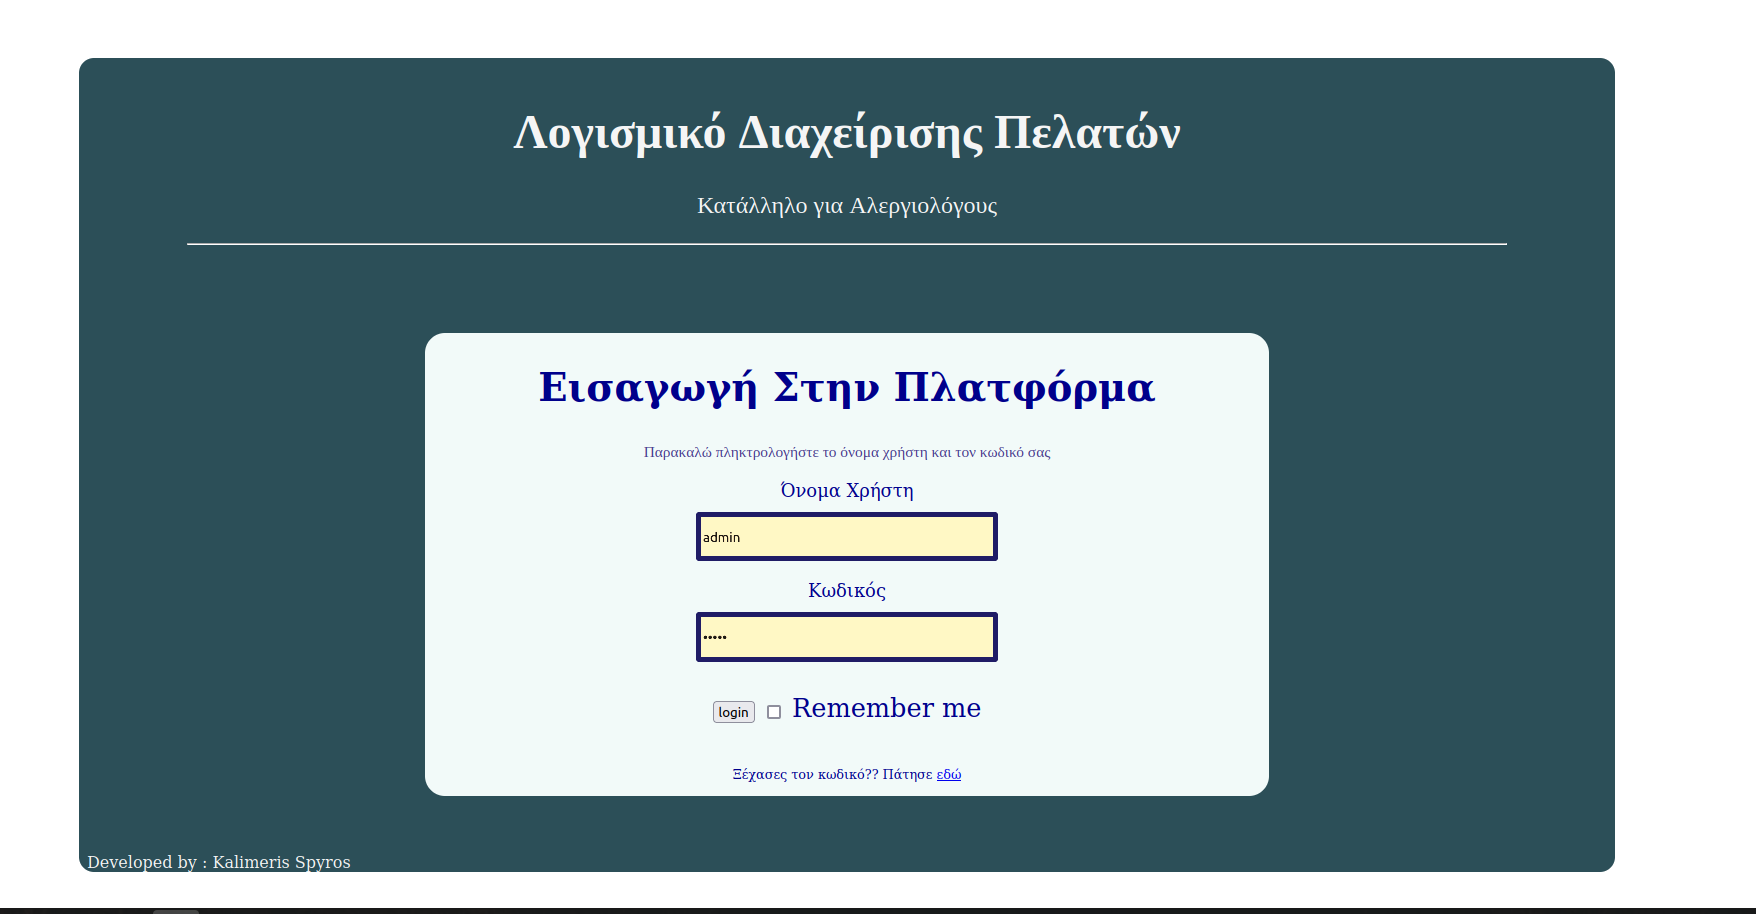 Λογισμικό Διαχείρισης Πελατών
Κατάλληλο για Αλεργιολόγους
Εισαγωγή Στην Πλατφόρμα
Παρακαλώ πληκτρολογήστε το όνομα χρήστη και τον κωδικό σας
Όνομα Χρήστη
admin
Κωδικός
•••••
login Remember me
Ξέχασες τον κωδικό?? Πάτησε εδώ
Developed by : Kalimeris Spyros